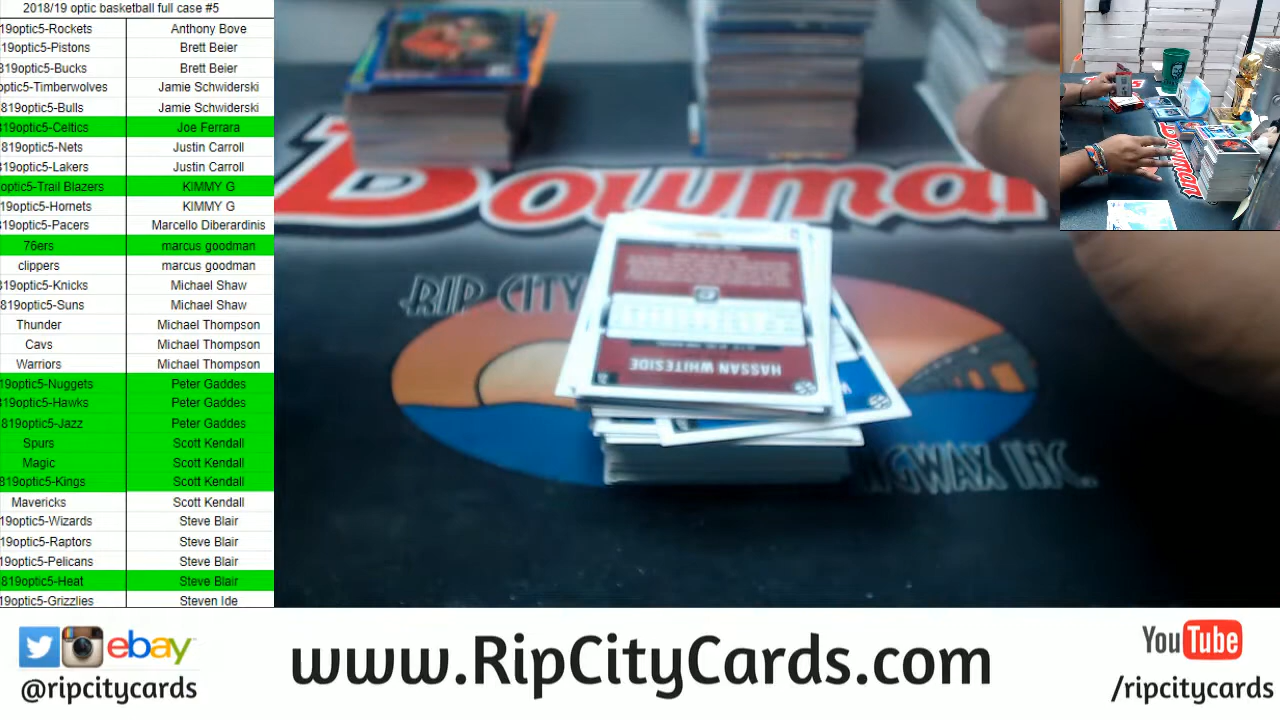 2018/19 optic basketball full case #5
19optic5-Rockets Anthony Bove
-19optic5-Pistons Brett Beier
819optic5-Bucks Brett Beier
optic5-Timberwolves Jamie Schwiderski
819optic5-Bulls Jamie Schwiderski
819optic5-Celtics Joe Ferrara
819optic5-Nets Justin Carroll
819optic5-Lakers Justin Carroll
optic5-Trail Blazers KIMMY G
19optic5-Hornets KIMMY G
819optic5-Pacers Marcello Diberardinis
76ers marcus goodman
clippers marcus goodman
819optic5-Knicks Michael Shaw
819optic5-Suns Michael Shaw
Thunder Michael Thompson
Cavs Michael Thompson
Warriors Michael Thompson
19optic5-Nuggets Peter Gaddes
819optic5-Hawks Peter Gaddes
819optic5-Jazz Peter Gaddes
Spurs Scott Kendall
Magic Scott Kendall
819optic5-Kings Scott Kendall
Mavericks Scott Kendall
19optic5-Wizards Steve Blair
19optic5-Raptors Steve Blair
19optic5-Pelicans Steve Blair
819optic5-Heat Steve Blair
19optic5-Grizzlies Steven Ide
Bowman
RIP CITY
GWAX INC.
HASSAN WHITESIDE
BOWMAN
ebay
@ripcitycards
www.RipCityCards.com
YouTube
/ripcitycards